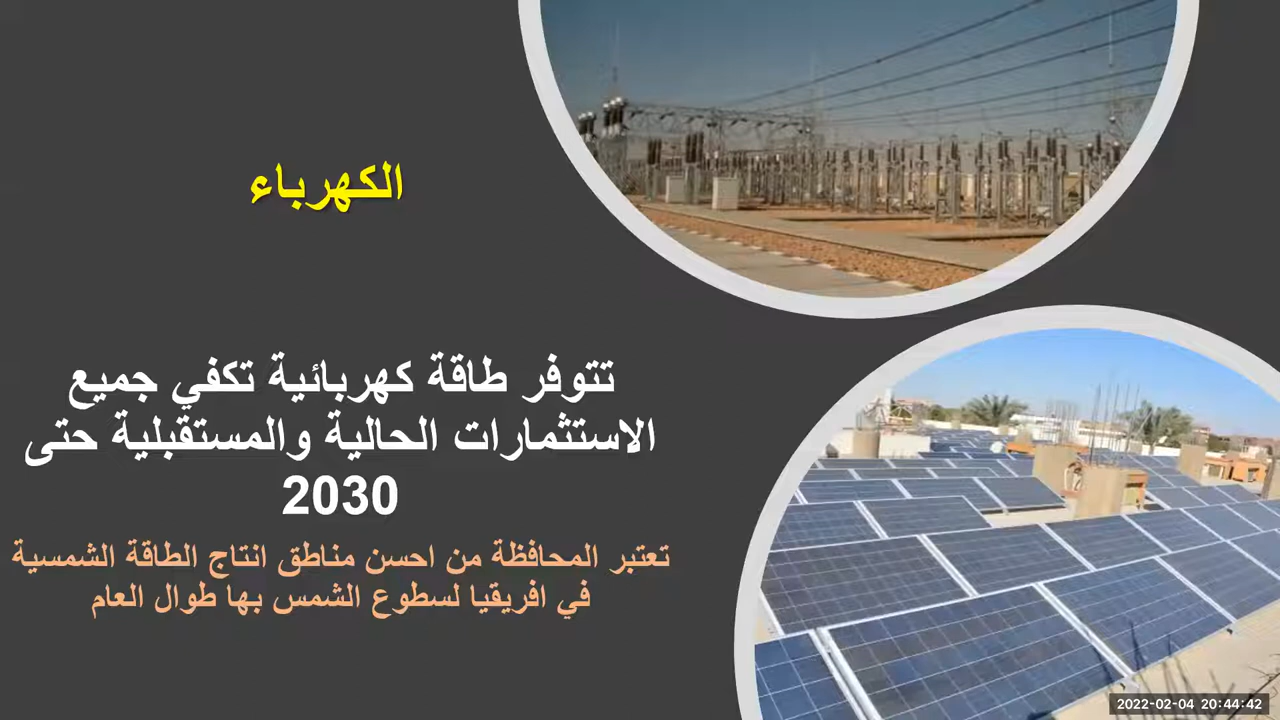 الكهرباء
تتوفر طاقة كهربائية تكفي جميع
الاستثمارات الحالية والمستقبلية حتى
2030
تعتبر المحافظة من احسن مناطق انتاج الطاقة الشمسية
في افريقيا لسطوع الشمس بها طوال العام
2022-02-04 20:44:42